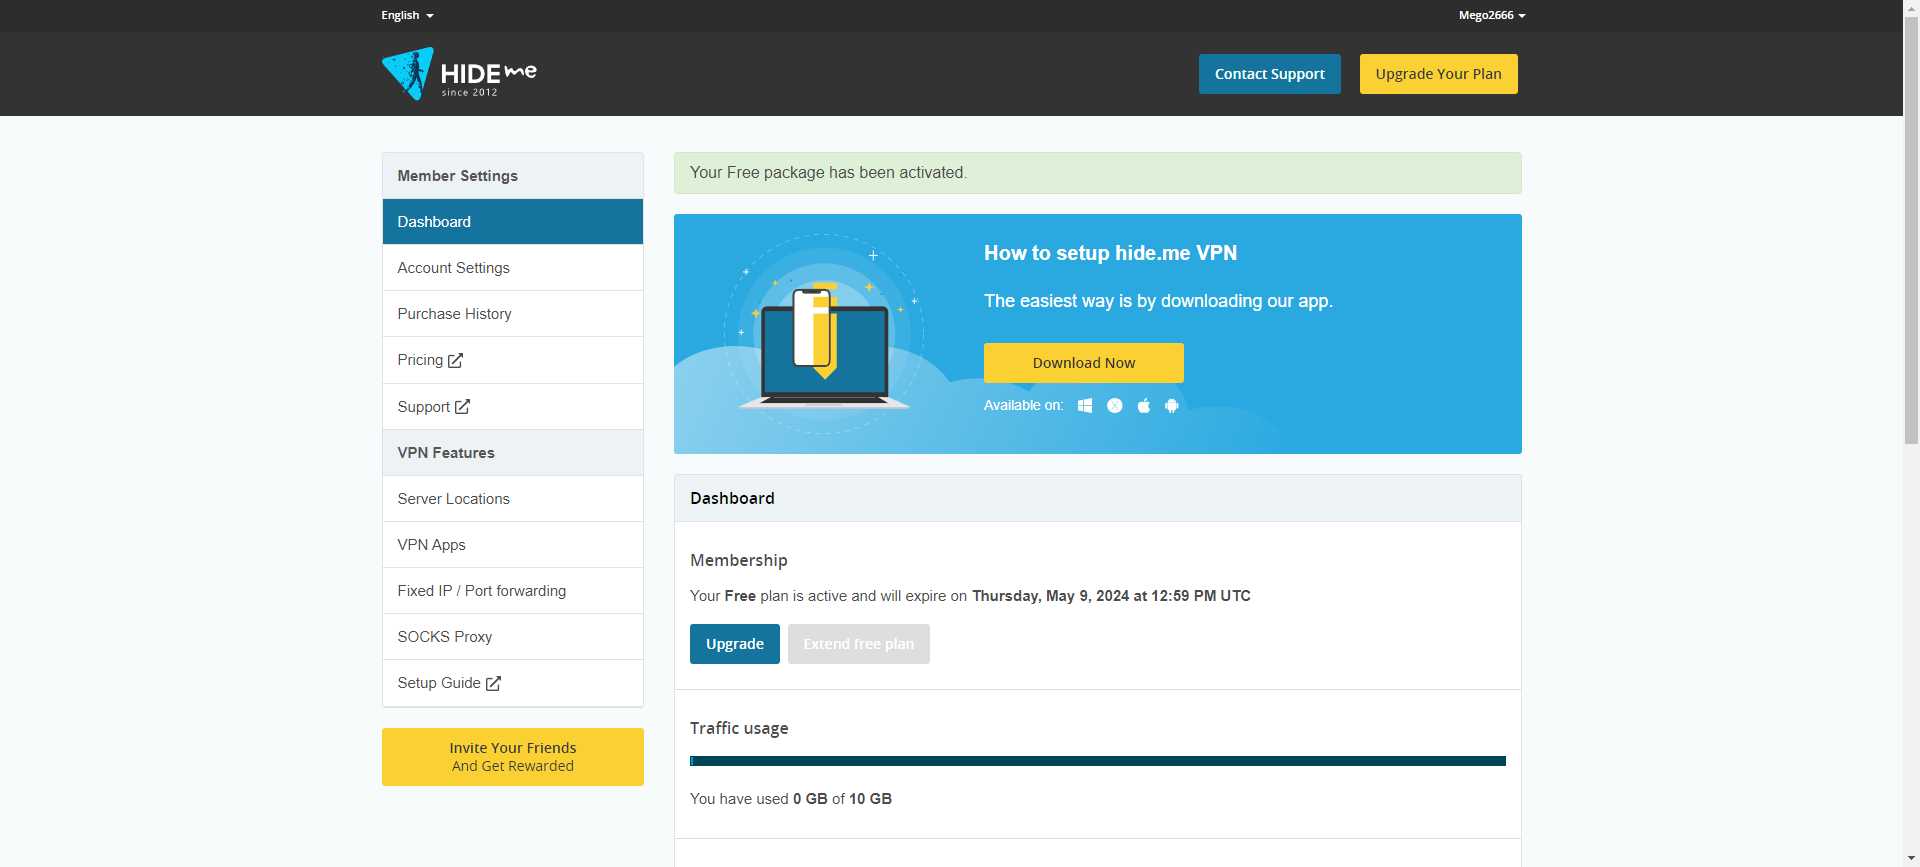 English
Mego2666
HIDE me
since 2012
Contact Support
Upgrade Your Plan
Member Settings
Dashboard
Account Settings
Purchase History
Pricing
Support
VPN Features
Server Locations
VPN Apps
Fixed IP / Port forwarding
SOCKS Proxy
Setup Guide
Invite Your Friends
And Get Rewarded
Your Free package has been activated.
How to setup hide.me VPN
The easiest way is by downloading our app.
Download Now
Available on:
Dashboard
Membership
Your Free plan is active and will expire on Thursday, May 9, 2024 at 12:59 PM UTC
Upgrade
Extend free plan
Traffic usage
You have used 0 GB of 10 GB